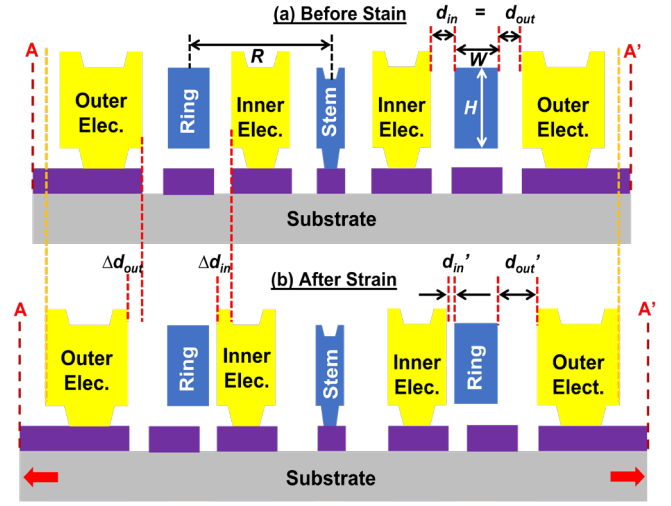 (a) Before Stain
d_in = d_out
A
A'
R
W
H
Outer
Elec.
Ring
Inner
Elec.
Stem
Inner
Elec.
Outer
Elect.
Substrate
Δd_out
Δd_in
(b) After Strain
d_in'
d_out'
A
A'
Outer
Elec.
Ring
Inner
Elec.
Stem
Inner
Elec.
Ring
Outer
Elect.
Substrate